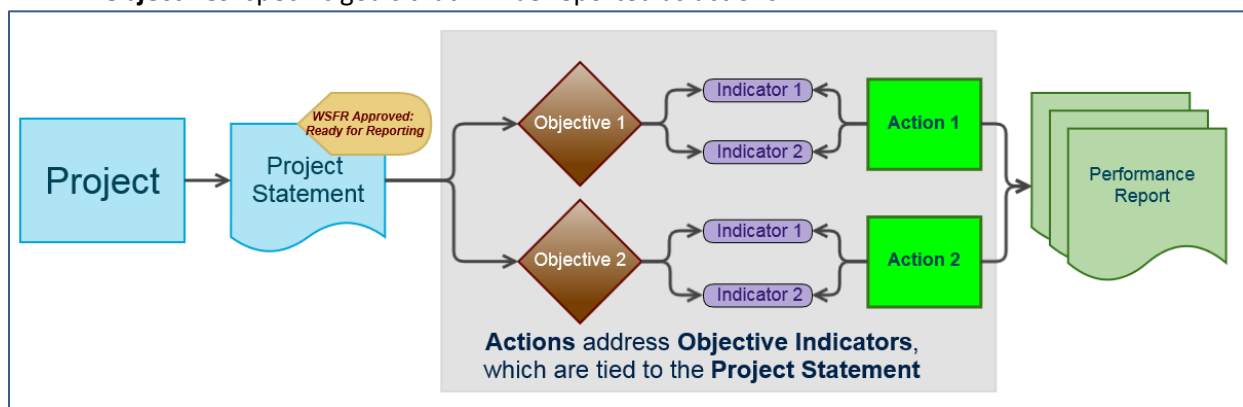 WSFR Approved:
Ready for Reporting
Project
Project
Statement
Objective 1
Indicator 1
Indicator 2
Action 1
Objective 2
Indicator 1
Indicator 2
Action 2
Performance
Report
Actions address Objective Indicators,
which are tied to the Project Statement